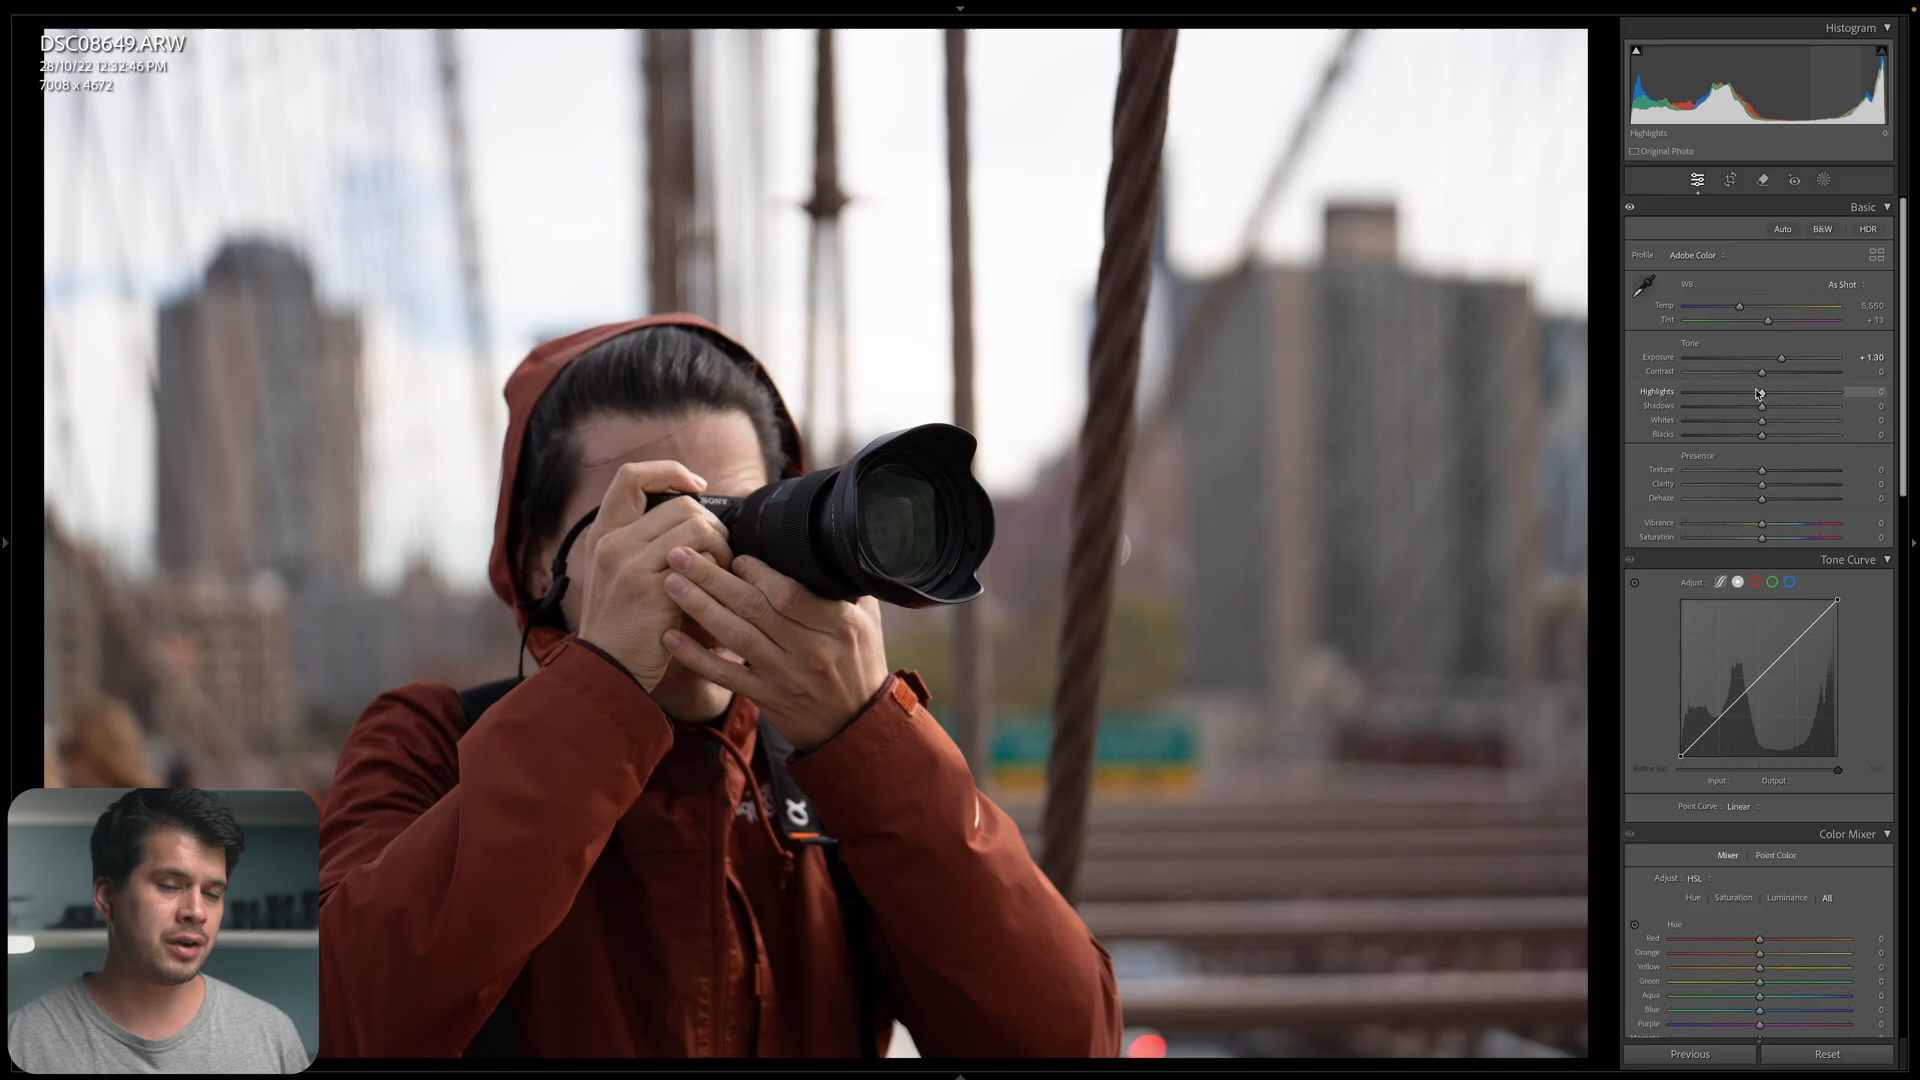 DSC08649.ARW
28/10/22 12:32:46 PM
7008 x 4672
SONY
α
Histogram
Highlights 0
Original Photo
Basic
Auto B&W HDR
Profile : Adobe Color
WB : As Shot
Temp 5,550
Tint + 13
Tone
Exposure + 1.30
Contrast 0
Highlights 0
Shadows 0
Whites 0
Blacks 0
Presence
Texture 0
Clarity 0
Dehaze 0
Vibrance 0
Saturation 0
Tone Curve
Adjust :
Refine Sat. 100
Input : Output :
Point Curve : Linear
Color Mixer
Mixer Point Color
Adjust : HSL
Hue Saturation Luminance All
Hue
Red 0
Orange 0
Yellow 0
Green 0
Aqua 0
Blue 0
Purple 0
Previous Reset